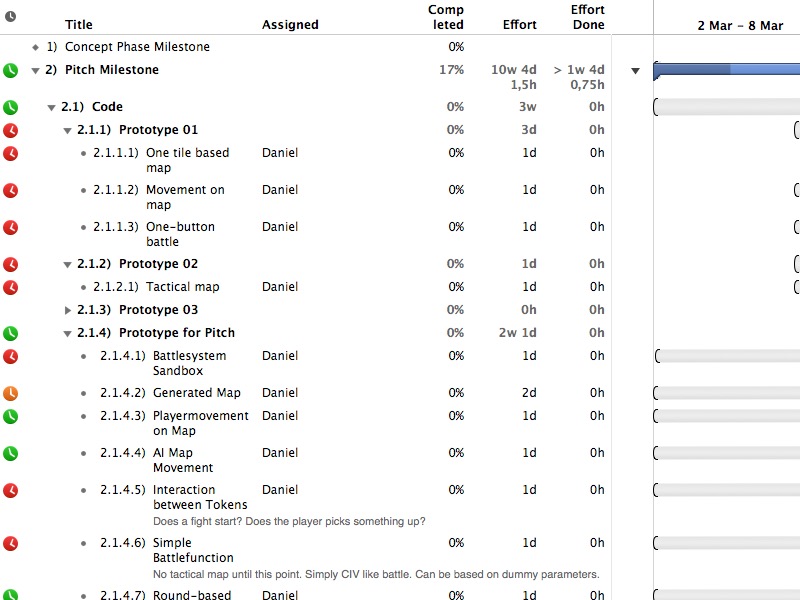 Title Assigned Comp leted Effort Effort Done 2 Mar – 8 Mar
1) Concept Phase Milestone 0%
2) Pitch Milestone 17% 10w 4d 1,5h > 1w 4d 0,75h
2.1) Code 0% 3w 0h
2.1.1) Prototype 01 0% 3d 0h
2.1.1.1) One tile based Daniel 0% 1d 0h
map
2.1.1.2) Movement on Daniel 0% 1d 0h
map
2.1.1.3) One-button Daniel 0% 1d 0h
battle
2.1.2) Prototype 02 0% 1d 0h
2.1.2.1) Tactical map Daniel 0% 1d 0h
2.1.3) Prototype 03 0% 0h 0h
2.1.4) Prototype for Pitch 0% 2w 1d 0h
2.1.4.1) Battlesystem Daniel 0% 1d 0h
Sandbox
2.1.4.2) Generated Map Daniel 0% 2d 0h
2.1.4.3) Playermovement Daniel 0% 1d 0h
on Map
2.1.4.4) AI Map Daniel 0% 1d 0h
Movement
2.1.4.5) Interaction Daniel 0% 1d 0h
between Tokens
Does a fight start? Does the player picks something up?
2.1.4.6) Simple 0% 1d 0h
Battlefunction
No tactical map until this point. Simply CIV like battle. Can be based on dummy parameters.
2.1.4.7) Round-based Daniel 0% 1d 0h